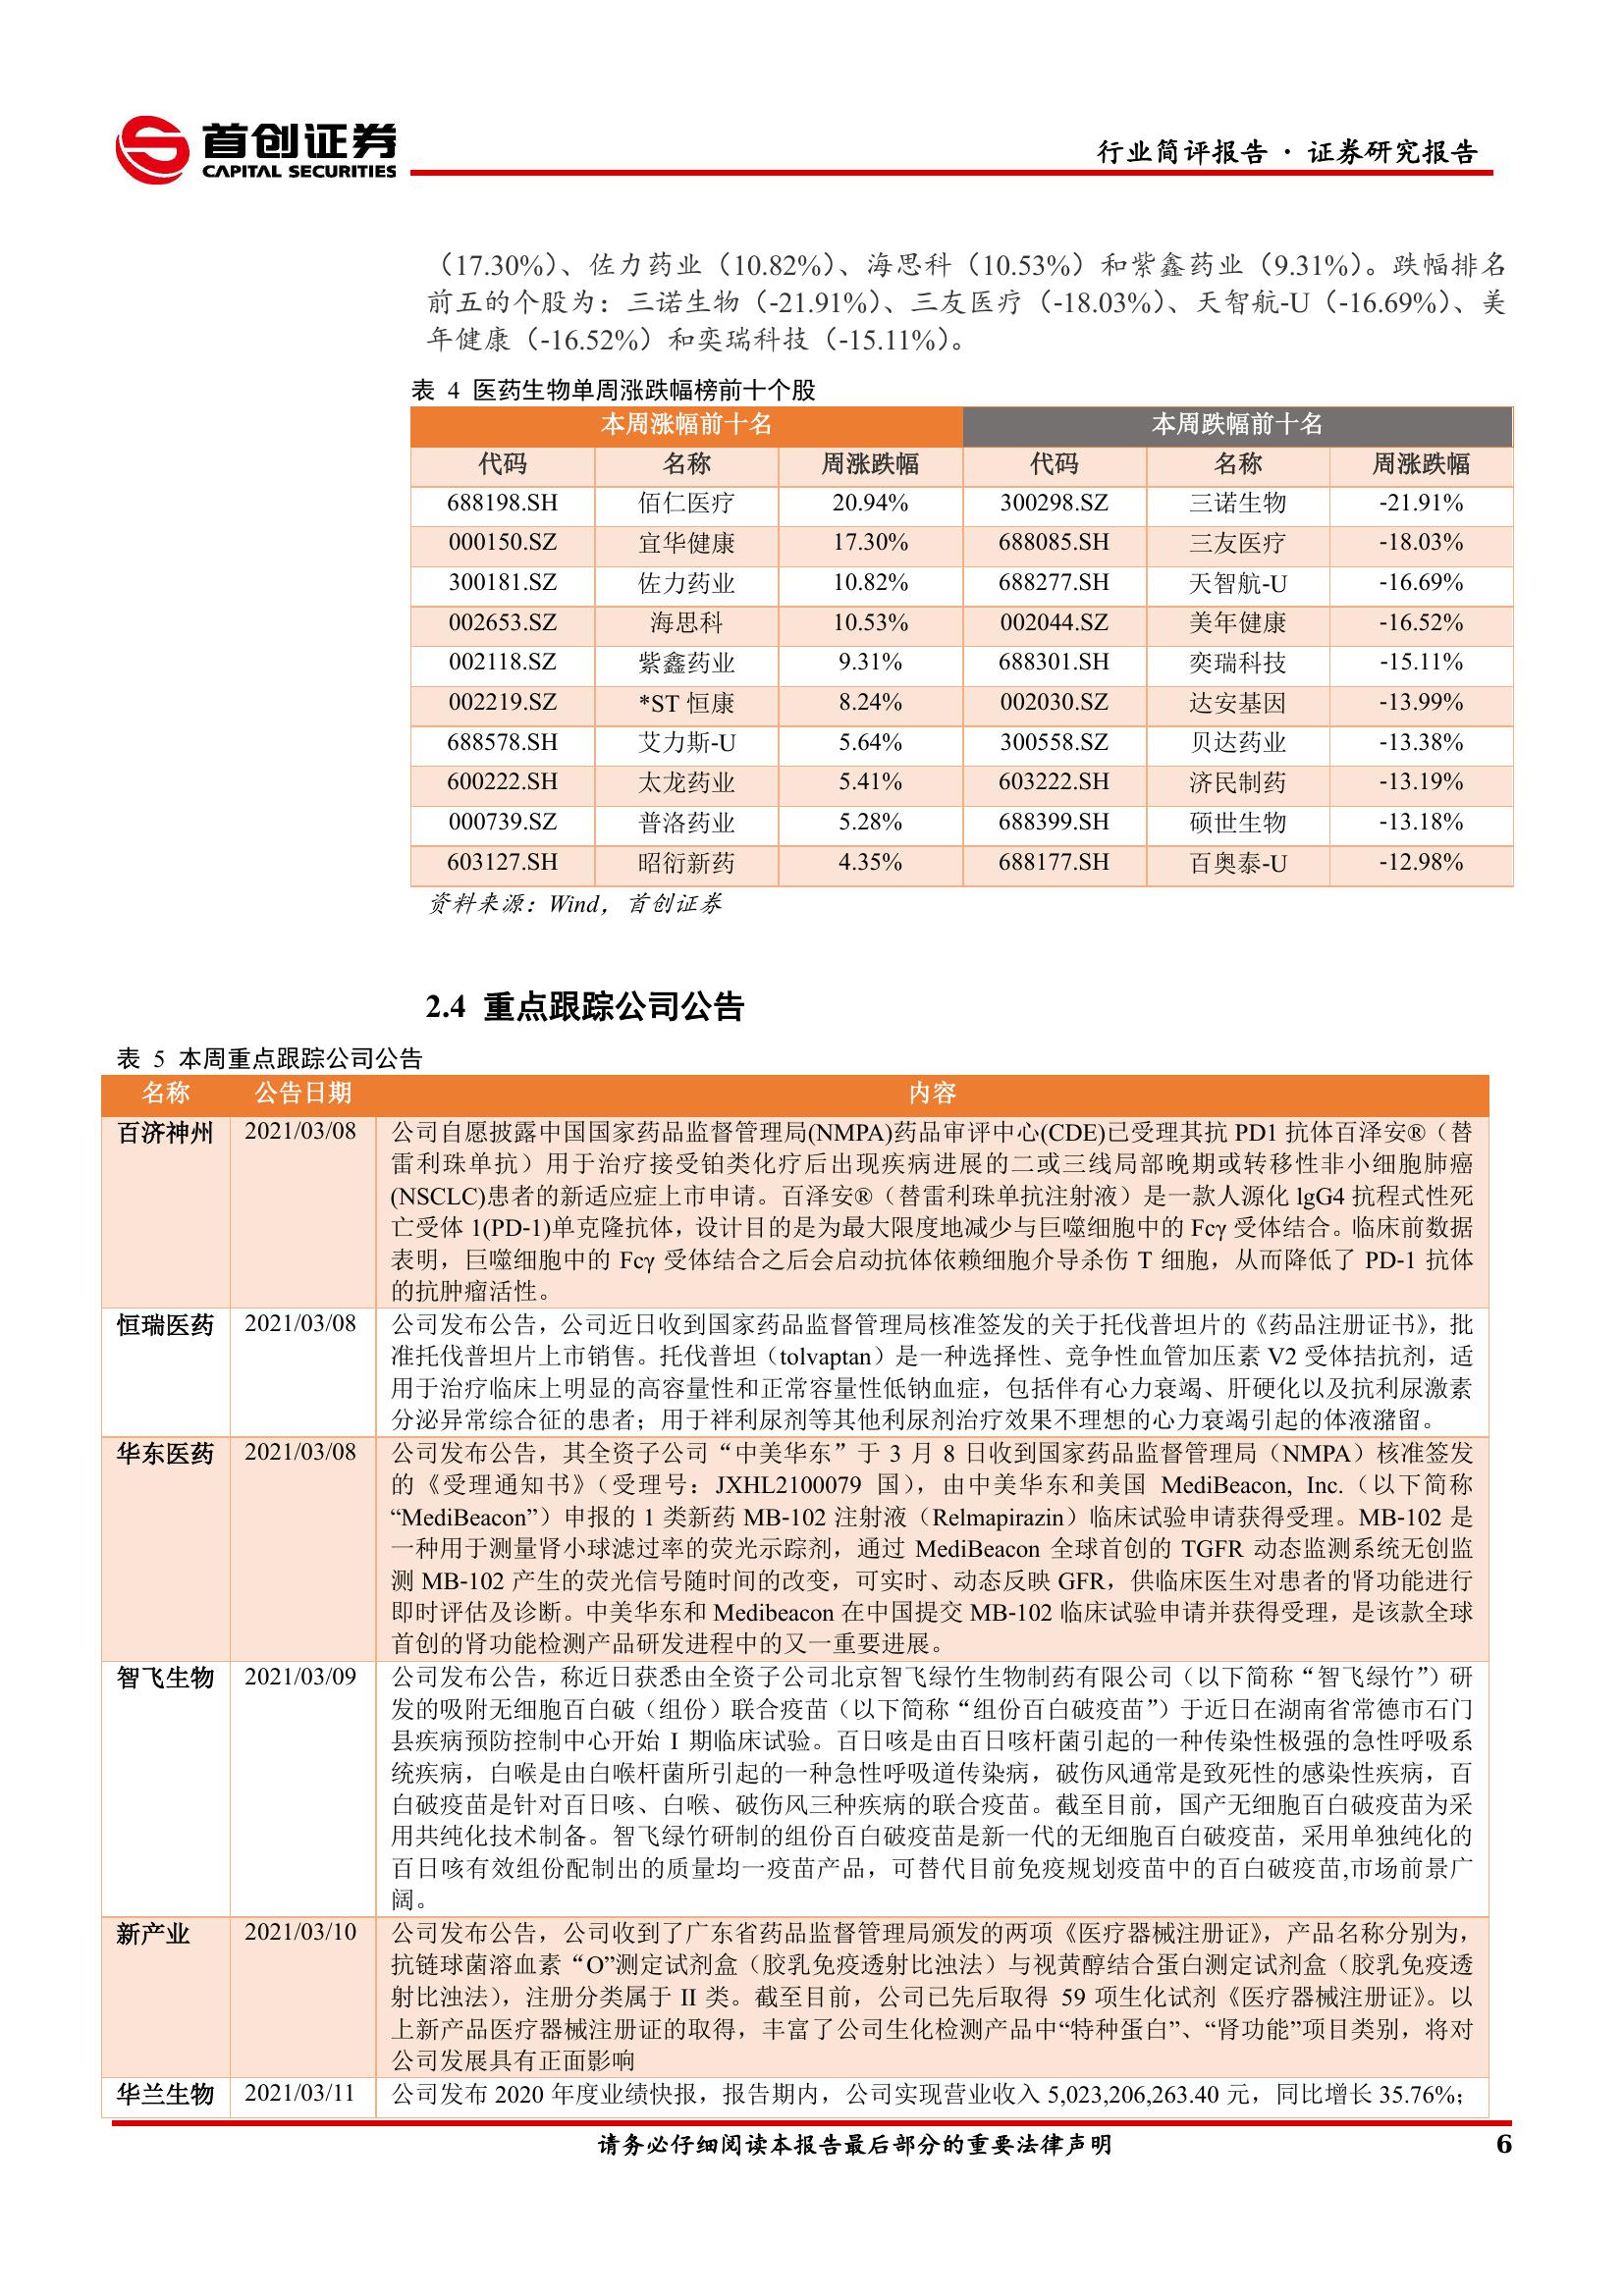 首创证券
CAPITAL SECURITIES
行业简评报告 · 证券研究报告
（17.30%）、佐力药业（10.82%）、海思科（10.53%）和紫鑫药业（9.31%）。跌幅排名
前五的个股为：三诺生物（-21.91%）、三友医疗（-18.03%）、天智航-U（-16.69%）、美
年健康（-16.52%）和奕瑞科技（-15.11%）。
表 4 医药生物单周涨跌幅榜前十个股
本周涨幅前十名 本周跌幅前十名
代码 名称 周涨跌幅 代码 名称 周涨跌幅
688198.SH 佰仁医疗 20.94% 300298.SZ 三诺生物 -21.91%
000150.SZ 宜华健康 17.30% 688085.SH 三友医疗 -18.03%
300181.SZ 佐力药业 10.82% 688277.SH 天智航-U -16.69%
002653.SZ 海思科 10.53% 002044.SZ 美年健康 -16.52%
002118.SZ 紫鑫药业 9.31% 688301.SH 奕瑞科技 -15.11%
002219.SZ *ST 恒康 8.24% 002030.SZ 达安基因 -13.99%
688578.SH 艾力斯-U 5.64% 300558.SZ 贝达药业 -13.38%
600222.SH 太龙药业 5.41% 603222.SH 济民制药 -13.19%
000739.SZ 普洛药业 5.28% 688399.SH 硕世生物 -13.18%
603127.SH 昭衍新药 4.35% 688177.SH 百奥泰-U -12.98%
资料来源：Wind，首创证券
2.4 重点跟踪公司公告
表 5 本周重点跟踪公司公告
名称 公告日期 内容
百济神州 2021/03/08 公司自愿披露中国国家药品监督管理局(NMPA)药品审评中心(CDE)已受理其抗 PD1 抗体百泽安®（替
雷利珠单抗）用于治疗接受铂类化疗后出现疾病进展的二或三线局部晚期或转移性非小细胞肺癌
(NSCLC)患者的新适应症上市申请。百泽安®（替雷利珠单抗注射液）是一款人源化 lgG4 抗程式性死
亡受体 1(PD-1)单克隆抗体，设计目的是为最大限度地减少与巨噬细胞中的 Fcγ 受体结合。临床前数据
表明，巨噬细胞中的 Fcγ 受体结合之后会启动抗体依赖细胞介导杀伤 T 细胞，从而降低了 PD-1 抗体
的抗肿瘤活性。
恒瑞医药 2021/03/08 公司发布公告，公司近日收到国家药品监督管理局核准签发的关于托伐普坦片的《药品注册证书》，批
准托伐普坦片上市销售。托伐普坦（tolvaptan）是一种选择性、竞争性血管加压素 V2 受体拮抗剂，适
用于治疗临床上明显的高容量性和正常容量性低钠血症，包括伴有心力衰竭、肝硬化以及抗利尿激素
分泌异常综合征的患者；用于袢利尿剂等其他利尿剂治疗效果不理想的心力衰竭引起的体液潴留。
华东医药 2021/03/08 公司发布公告，其全资子公司“中美华东”于 3 月 8 日收到国家药品监督管理局（NMPA）核准签发
的《受理通知书》（受理号：JXHL2100079 国），由中美华东和美国 MediBeacon, Inc.（以下简称
“MediBeacon”）申报的 1 类新药 MB-102 注射液（Relmapirazin）临床试验申请获得受理。MB-102 是
一种用于测量肾小球滤过率的荧光示踪剂，通过 MediBeacon 全球首创的 TGFR 动态监测系统无创监
测 MB-102 产生的荧光信号随时间的改变，可实时、动态反映 GFR，供临床医生对患者的肾功能进行
即时评估及诊断。中美华东和 Medibeacon 在中国提交 MB-102 临床试验申请并获得受理，是该款全球
首创的肾功能检测产品研发进程中的又一重要进展。
智飞生物 2021/03/09 公司发布公告，称近日获悉由全资子公司北京智飞绿竹生物制药有限公司（以下简称“智飞绿竹”）研
发的吸附无细胞百白破（组份）联合疫苗（以下简称“组份百白破疫苗”）于近日在湖南省常德市石门
县疾病预防控制中心开始 I 期临床试验。百日咳是由百日咳杆菌引起的一种传染性极强的急性呼吸系
统疾病，白喉是由白喉杆菌所引起的一种急性呼吸道传染病，破伤风通常是致死性的感染性疾病，百
白破疫苗是针对百日咳、白喉、破伤风三种疾病的联合疫苗。截至目前，国产无细胞百白破疫苗为采
用共纯化技术制备。智飞绿竹研制的组份百白破疫苗是新一代的无细胞百白破疫苗，采用单独纯化的
百日咳有效组份配制出的质量均一疫苗产品，可替代目前免疫规划疫苗中的百白破疫苗,市场前景广
阔。
新产业 2021/03/10 公司发布公告，公司收到了广东省药品监督管理局颁发的两项《医疗器械注册证》，产品名称分别为，
抗链球菌溶血素“O”测定试剂盒（胶乳免疫透射比浊法）与视黄醇结合蛋白测定试剂盒（胶乳免疫透
射比浊法），注册分类属于 II 类。截至目前，公司已先后取得 59 项生化试剂《医疗器械注册证》。以
上新产品医疗器械注册证的取得，丰富了公司生化检测产品中“特种蛋白”、“肾功能”项目类别，将对
公司发展具有正面影响
华兰生物 2021/03/11 公司发布 2020 年度业绩快报，报告期内，公司实现营业收入 5,023,206,263.40 元，同比增长 35.76%；
请务必仔细阅读本报告最后部分的重要法律声明 6